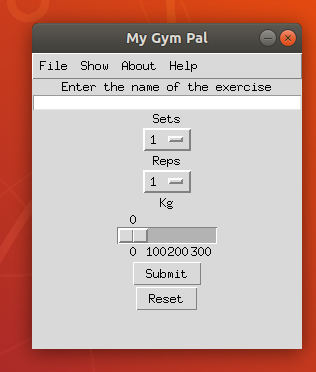 My Gym Pal
File Show About Help
Enter the name of the exercise
Sets
1
Reps
1
Kg
0
0 100200300
Submit
Reset